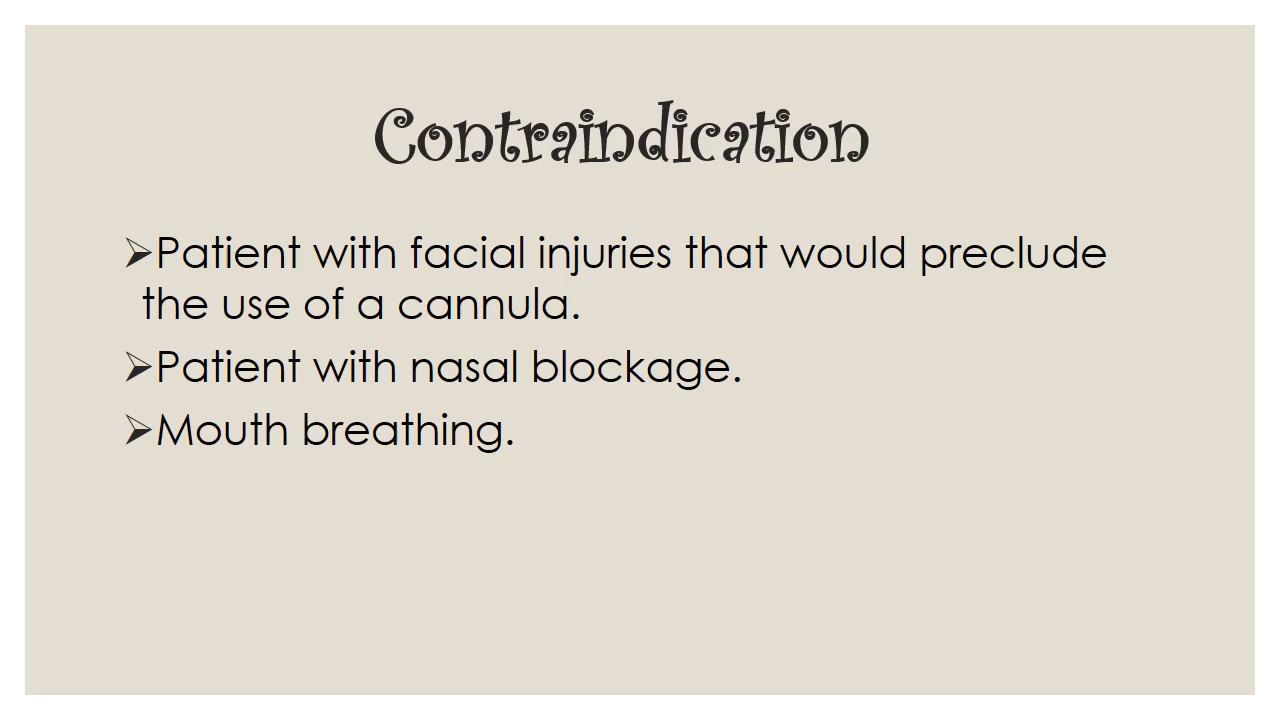 Contraindication
➢Patient with facial injuries that would preclude
the use of a cannula.
➢Patient with nasal blockage.
➢Mouth breathing.